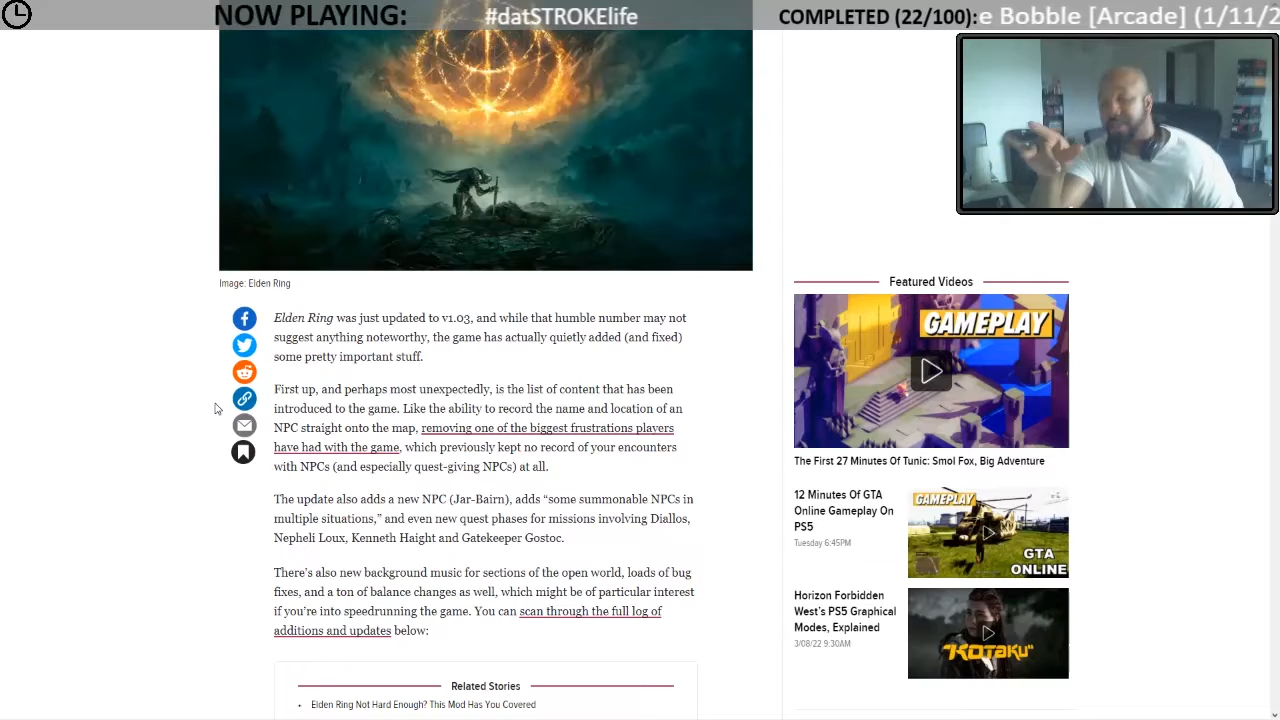 NOW PLAYING:
#datSTROKElife
COMPLETED (22/100):
e Bobble [Arcade] (1/11/2
Image: Elden Ring
Elden Ring was just updated to v1.03, and while that humble number may not
suggest anything noteworthy, the game has actually quietly added (and fixed)
some pretty important stuff.
First up, and perhaps most unexpectedly, is the list of content that has been
introduced to the game. Like the ability to record the name and location of an
NPC straight onto the map, removing one of the biggest frustrations players
have had with the game, which previously kept no record of your encounters
with NPCs (and especially quest-giving NPCs) at all.
The update also adds a new NPC (Jar-Bairn), adds “some summonable NPCs in
multiple situations,” and even new quest phases for missions involving Diallos,
Nepheli Loux, Kenneth Haight and Gatekeeper Gostoc.
There’s also new background music for sections of the open world, loads of bug
fixes, and a ton of balance changes as well, which might be of particular interest
if you’re into speedrunning the game. You can scan through the full log of
additions and updates below:
Related Stories
• Elden Ring Not Hard Enough? This Mod Has You Covered
Featured Videos
GAMEPLAY
The First 27 Minutes Of Tunic: Smol Fox, Big Adventure
12 Minutes Of GTA
Online Gameplay On
PS5
Tuesday 6:45PM
GAMEPLAY
GTA
ONLINE
Horizon Forbidden
West’s PS5 Graphical
Modes, Explained
3/08/22 9:30AM
"KOTAKU"